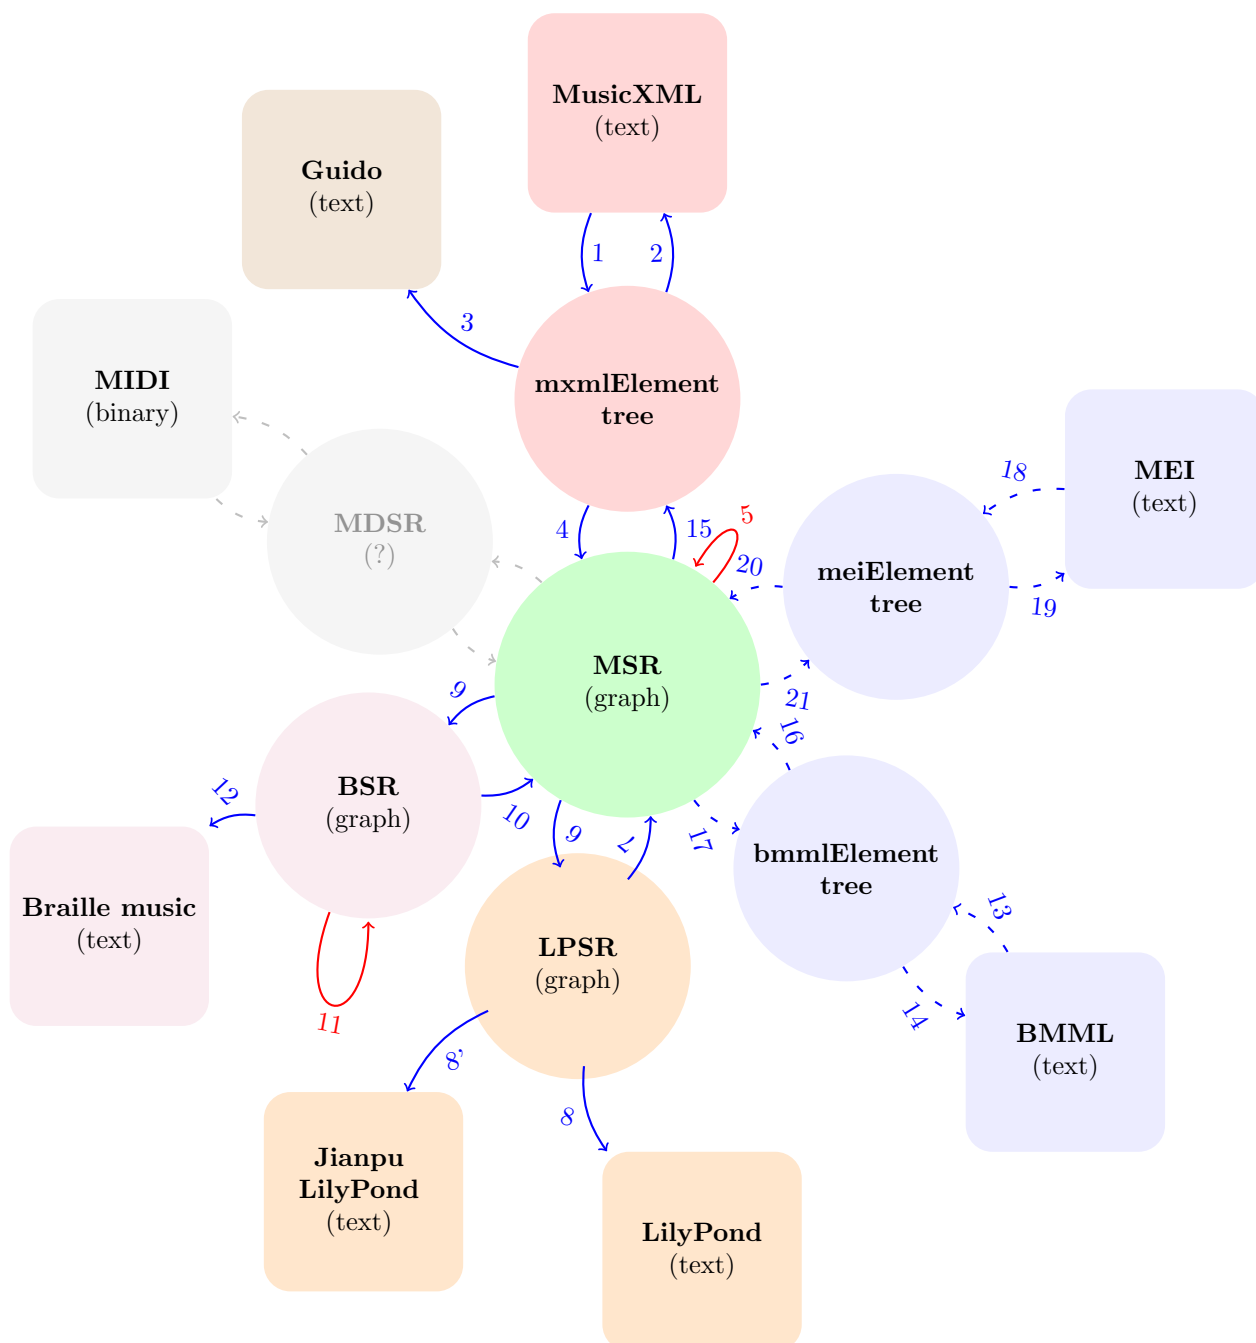 MusicXML
(text)
Guido
(text)
1
2
3
MIDI
(binary)
mxmlElement
tree
MEI
(text)
18
MDSR
(?)
4
15
5
20
meiElement
tree
19
MSR
(graph)
9
21
16
12
BSR
(graph)
10
6
7
17
bmmlElement
tree
Braille music
(text)
13
LPSR
(graph)
11
14
BMML
(text)
8'
8
Jianpu
LilyPond
(text)
LilyPond
(text)